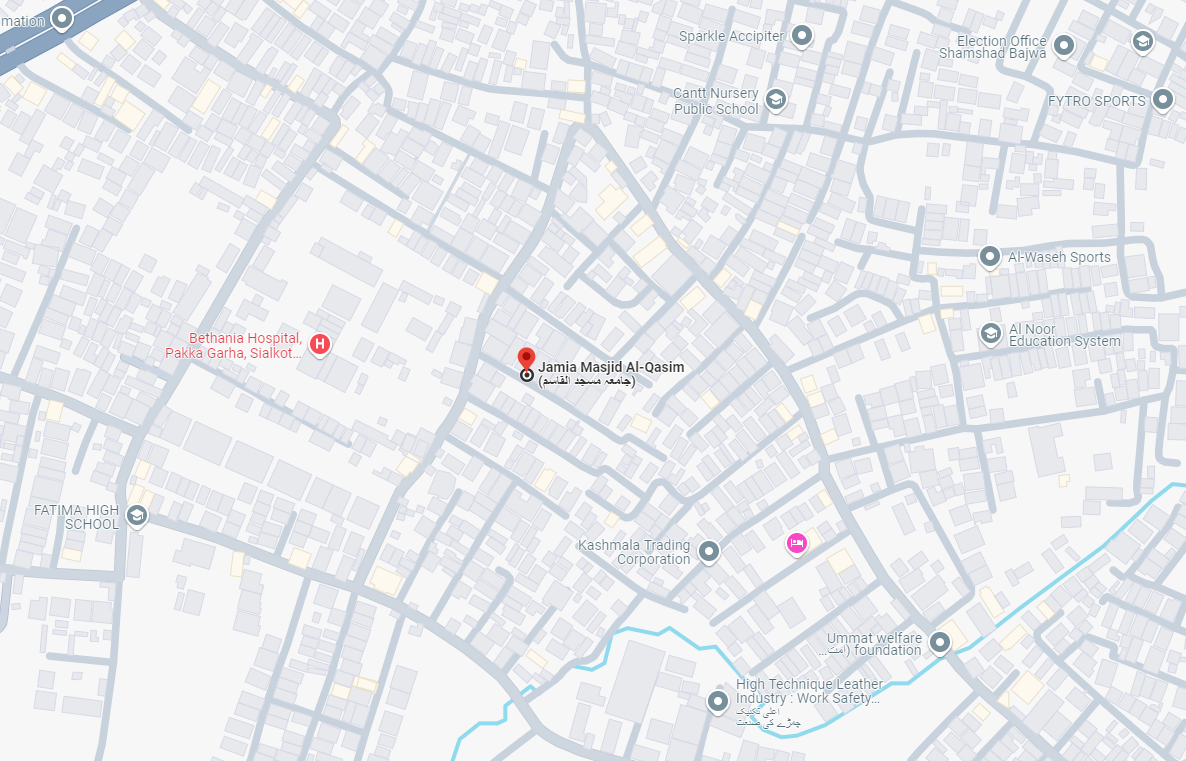 mation
Sparkle Accipiter
Election Office
Shamshad Bajwa
Cantt Nursery
Public School
FYTRO SPORTS
Al-Waseh Sports
Al Noor
Education System
Bethania Hospital,
Pakka Garha, Sialkot...
H
Jamia Masjid Al-Qasim
(جامعہ مسجد القاسم)
FATIMA HIGH
SCHOOL
Kashmala Trading
Corporation
Ummat welfare
foundation (امت...
High Technique Leather
Industry : Work Safety...
اعلی تکنیک
چمڑے کی صنعت